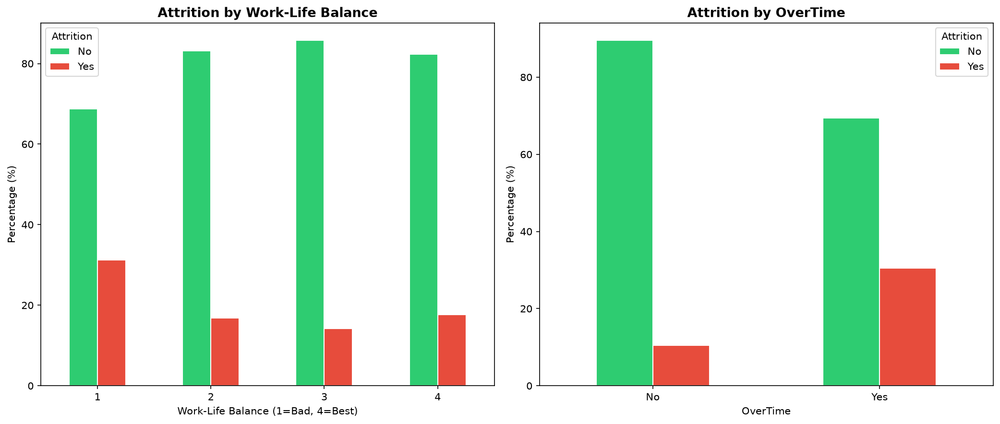 Attrition by Work-Life Balance
Attrition
No
Yes
80
60
40
20
0
Percentage (%)
1 2 3 4
Work-Life Balance (1=Bad, 4=Best)
Attrition by OverTime
Attrition
No
Yes
80
60
40
20
0
Percentage (%)
No Yes
OverTime